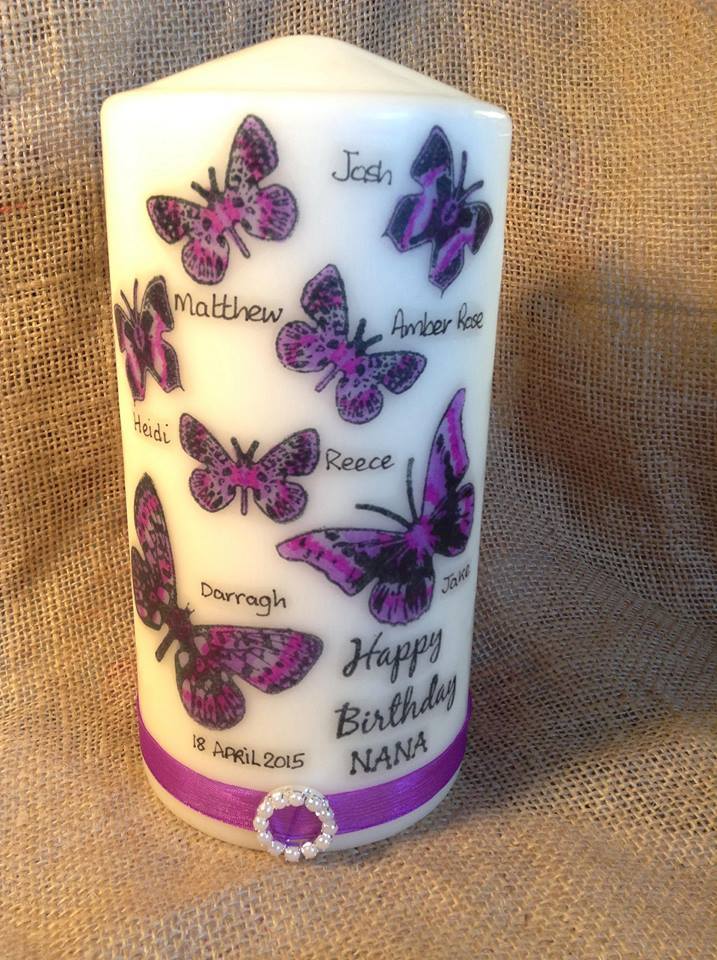 Josh
Matthew
Amber Rose
Heidi
Reece
Jake
Darragh
Happy
Birthday
NANA
18 APRIL 2015